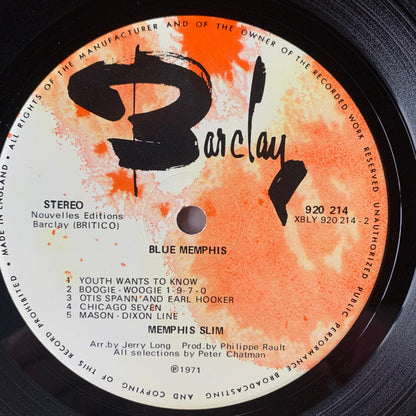 ALL RIGHTS OF THE MANUFACTURER AND OF THE OWNER OF THE RECORDED WORK RESERVED. UNAUTHORIZED PUBLIC PERFORMANCE BROADCASTING AND COPYING OF THIS RECORD PROHIBITED • MADE IN ENGLAND •
Barclay
STEREO
Nouvelles Editions
Barclay (BRITICO)
920 214
XBLY 920 214 - 2
BLUE MEMPHIS
1 YOUTH WANTS TO KNOW
2 BOOGIE - WOOGIE 1-9-7-0
3 OTIS SPANN AND EARL HOOKER
4 CHICAGO SEVEN
5 MASON - DIXON LINE
MEMPHIS SLIM
Arr.by Jerry Long Prod.by Philippe Rault
All selections by Peter Chatman
Ⓟ1971